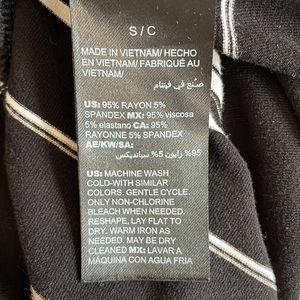 S / C
MADE IN VIETNAM/ HECHO
EN VIETNAM/ FABRIQUÉ AU
VIETNAM/
صنع في فيتنام
US: 95% RAYON 5%
SPANDEX MX: 95% viscosa
5% elastano CA: 95%
RAYONNE 5% SPANDEX
AE/KW/SA:
95% رايون 5% سبانديكس
US: MACHINE WASH
COLD-WITH SIMILAR
COLORS. GENTLE CYCLE.
ONLY NON-CHLORINE
BLEACH WHEN NEEDED.
RESHAPE, LAY FLAT TO
DRY. WARM IRON AS
NEEDED. MAY BE DRY
CLEANED MX: LAVAR A
MÁQUINA CON AGUA FRIA